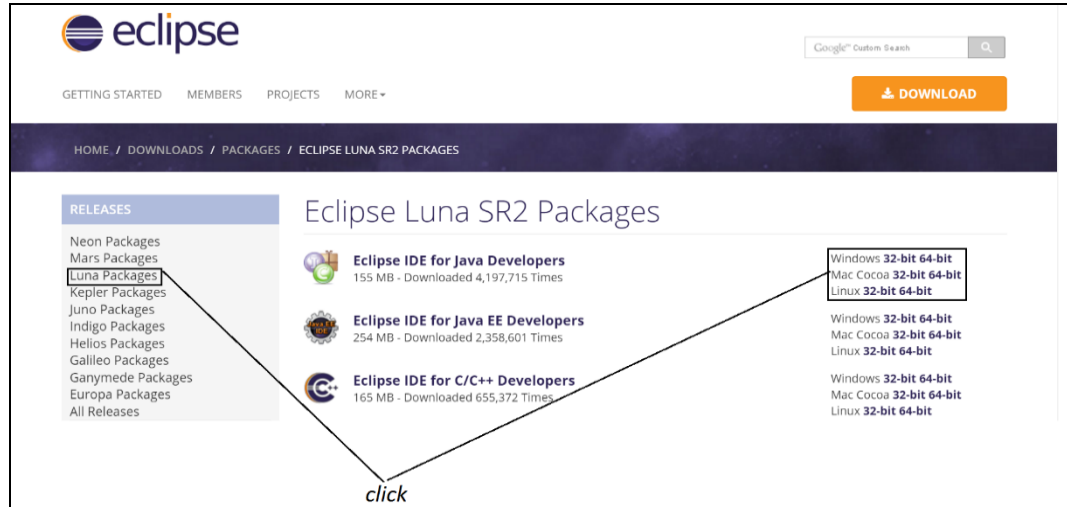 eclipse
Google™ Custom Search
GETTING STARTED MEMBERS PROJECTS MORE
DOWNLOAD
HOME / DOWNLOADS / PACKAGES / ECLIPSE LUNA SR2 PACKAGES
RELEASES
Neon Packages
Mars Packages
Luna Packages
Kepler Packages
Juno Packages
Indigo Packages
Helios Packages
Galileo Packages
Ganymede Packages
Europa Packages
All Releases
Eclipse Luna SR2 Packages
Eclipse IDE for Java Developers
155 MB - Downloaded 4,197,715 Times
Windows 32-bit 64-bit
Mac Cocoa 32-bit 64-bit
Linux 32-bit 64-bit
Java EE
IDE
Eclipse IDE for Java EE Developers
254 MB - Downloaded 2,358,601 Times
Windows 32-bit 64-bit
Mac Cocoa 32-bit 64-bit
Linux 32-bit 64-bit
C++
Eclipse IDE for C/C++ Developers
165 MB - Downloaded 655,372 Times
Windows 32-bit 64-bit
Mac Cocoa 32-bit 64-bit
Linux 32-bit 64-bit
click